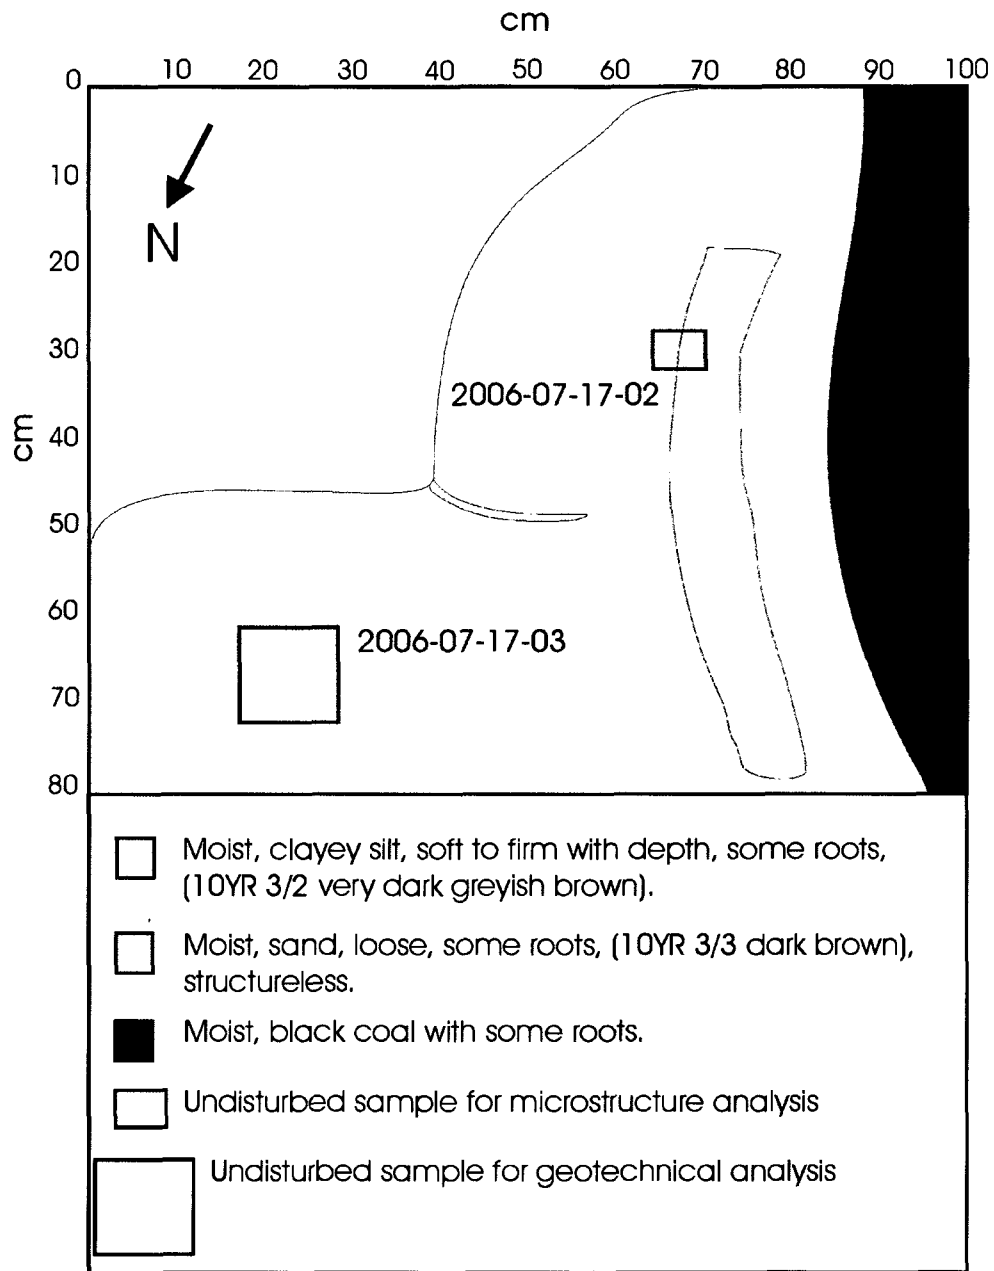 cm
0 10 20 30 40 50 60 70 80 90 100
10
20
30
40
50
60
70
80
cm
N
2006-07-17-02
2006-07-17-03
Moist, clayey silt, soft to firm with depth, some roots,
(10YR 3/2 very dark greyish brown).
Moist, sand, loose, some roots, (10YR 3/3 dark brown),
structureless.
Moist, black coal with some roots.
Undisturbed sample for microstructure analysis
Undisturbed sample for geotechnical analysis